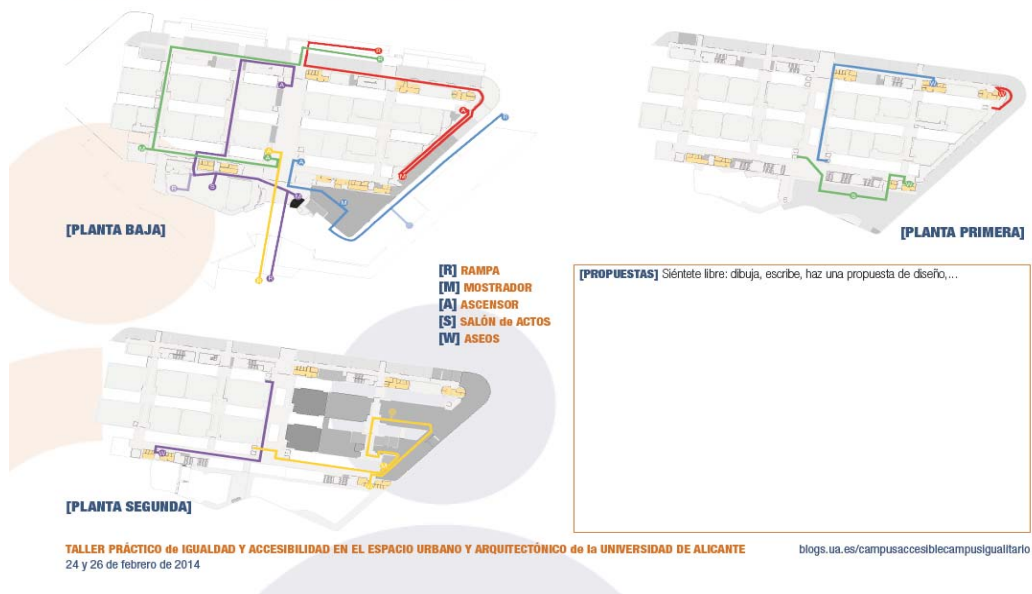 [PLANTA BAJA]
[PLANTA PRIMERA]
[R] RAMPA
[M] MOSTRADOR
[A] ASCENSOR
[S] SALÓN de ACTOS
[W] ASEOS
[PROPUESTAS] Siéntete libre: dibuja, escribe, haz una propuesta de diseño,...
[PLANTA SEGUNDA]
TALLER PRÁCTICO de IGUALDAD Y ACCESIBILIDAD EN EL ESPACIO URBANO Y ARQUITECTÓNICO de la UNIVERSIDAD DE ALICANTE
blogs.ua.es/campusaccesiblecampusigualitario
24 y 26 de febrero de 2014